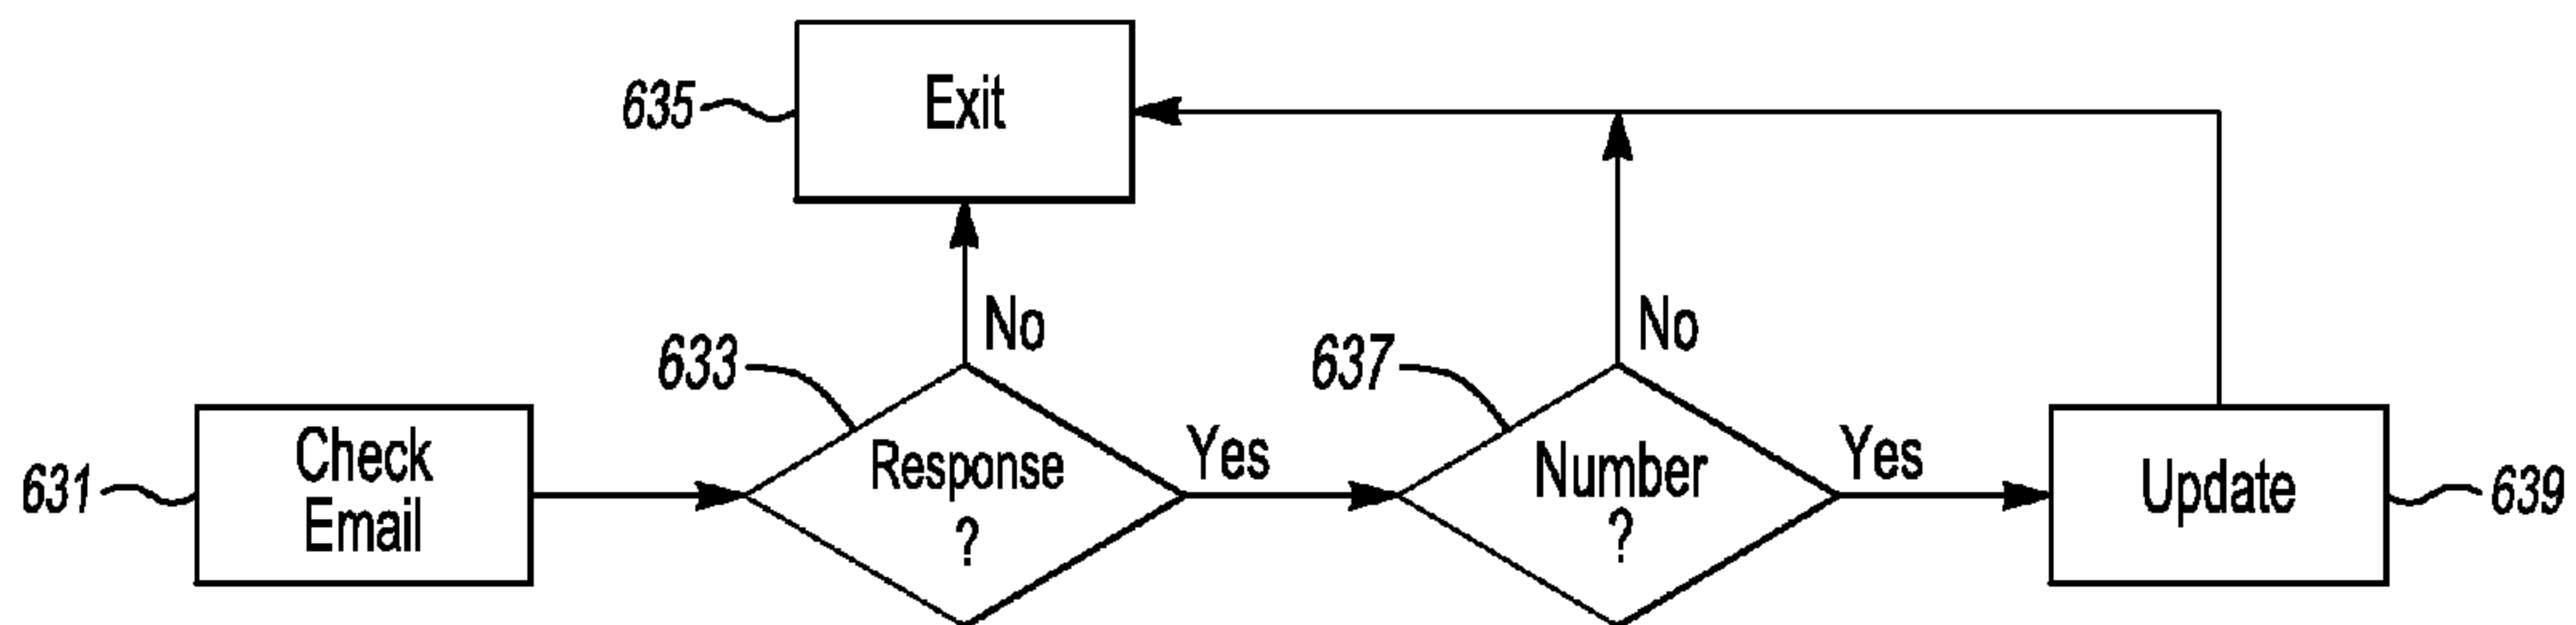 635
Exit
No
No
633
637
631
Check
Email
Response
?
Yes
Number
?
Yes
Update
639